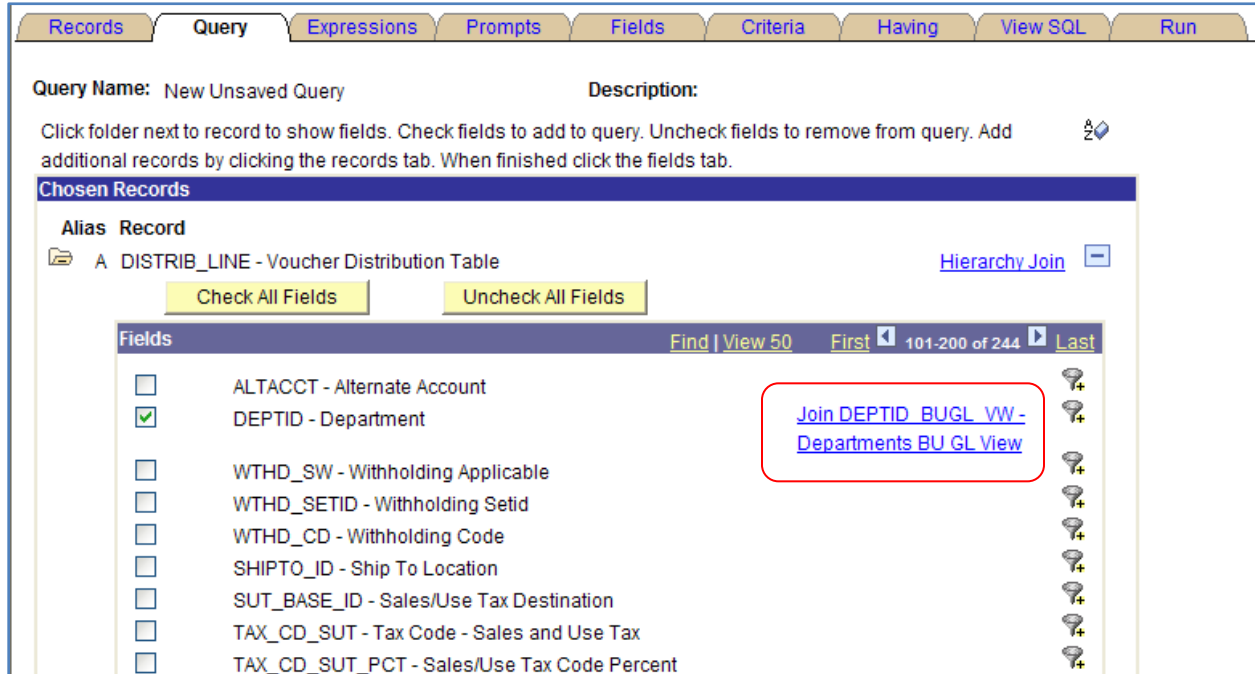 Records Query Expressions Prompts Fields Criteria Having View SQL Run
Query Name: New Unsaved Query Description:
Click folder next to record to show fields. Check fields to add to query. Uncheck fields to remove from query. Add
additional records by clicking the records tab. When finished click the fields tab.
Chosen Records
Alias Record
A DISTRIB_LINE - Voucher Distribution Table Hierarchy Join
Check All Fields Uncheck All Fields
Fields Find | View 50 First 101-200 of 244 Last
ALTACCT - Alternate Account
DEPTID - Department Join DEPTID_BUGL_VW -
Departments BU GL View
WTHD_SW - Withholding Applicable
WTHD_SETID - Withholding Setid
WTHD_CD - Withholding Code
SHIPTO_ID - Ship To Location
SUT_BASE_ID - Sales/Use Tax Destination
TAX_CD_SUT - Tax Code - Sales and Use Tax
TAX_CD_SUT_PCT - Sales/Use Tax Code Percent